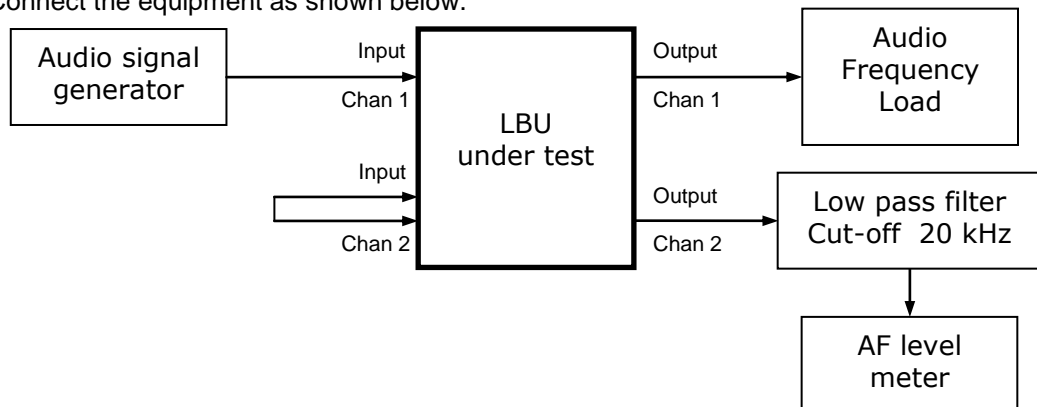 Connect the equipment as shown below.
Audio signal
generator
Input
Chan 1
Input
Chan 2
LBU
under test
Output
Chan 1
Output
Chan 2
Audio
Frequency
Load
Low pass filter
Cut-off 20 kHz
AF level
meter